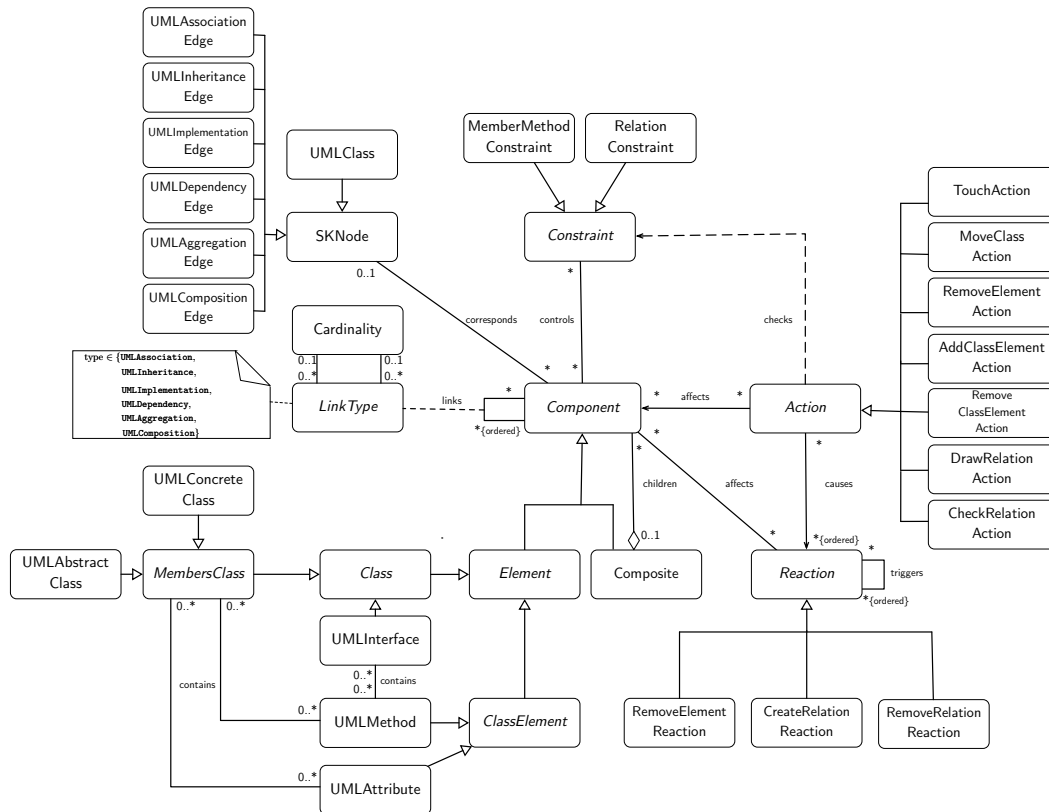 UMLAssociation
Edge
UMLInheritance
Edge
UMLImplementation
Edge
UMLDependency
Edge
UMLAggregation
Edge
UMLComposition
Edge
UMLClass
SKNode
0..1
corresponds
*
MemberMethod
Constraint
Relation
Constraint
Constraint
*
controls
*
checks
TouchAction
MoveClass
Action
RemoveElement
Action
AddClassElement
Action
Remove
ClassElement
Action
DrawRelation
Action
CheckRelation
Action
Cardinality
0..1
0..1
0..*
0..*
LinkType
type ∈ {UMLAssociation,
UMLInheritance,
UMLImplementation,
UMLDependency,
UMLAggregation,
UMLComposition}
links
*
*{ordered}
Component
*
affects
*
Action
*
causes
*{ordered}
*
children
0..1
*
affects
*
UMLConcrete
Class
UMLAbstract
Class
MembersClass
Class
Element
Composite
Reaction
*
triggers
*{ordered}
0..*
0..*
UMLInterface
0..*
0..*
contains
contains
0..*
UMLMethod
ClassElement
0..*
UMLAttribute
RemoveElement
Reaction
CreateRelation
Reaction
RemoveRelation
Reaction